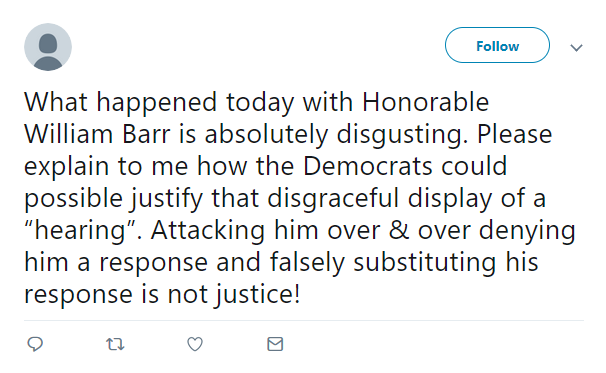 Follow
What happened today with Honorable
William Barr is absolutely disgusting. Please
explain to me how the Democrats could
possible justify that disgraceful display of a
“hearing”. Attacking him over & over denying
him a response and falsely substituting his
response is not justice!